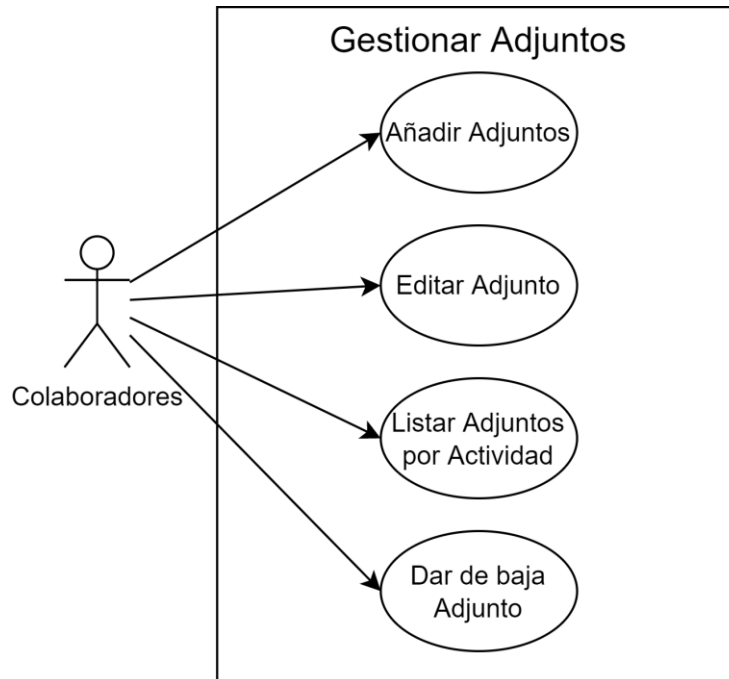 Gestionar Adjuntos
Añadir Adjuntos
Editar Adjunto
Colaboradores
Listar Adjuntos
por Actividad
Dar de baja
Adjunto